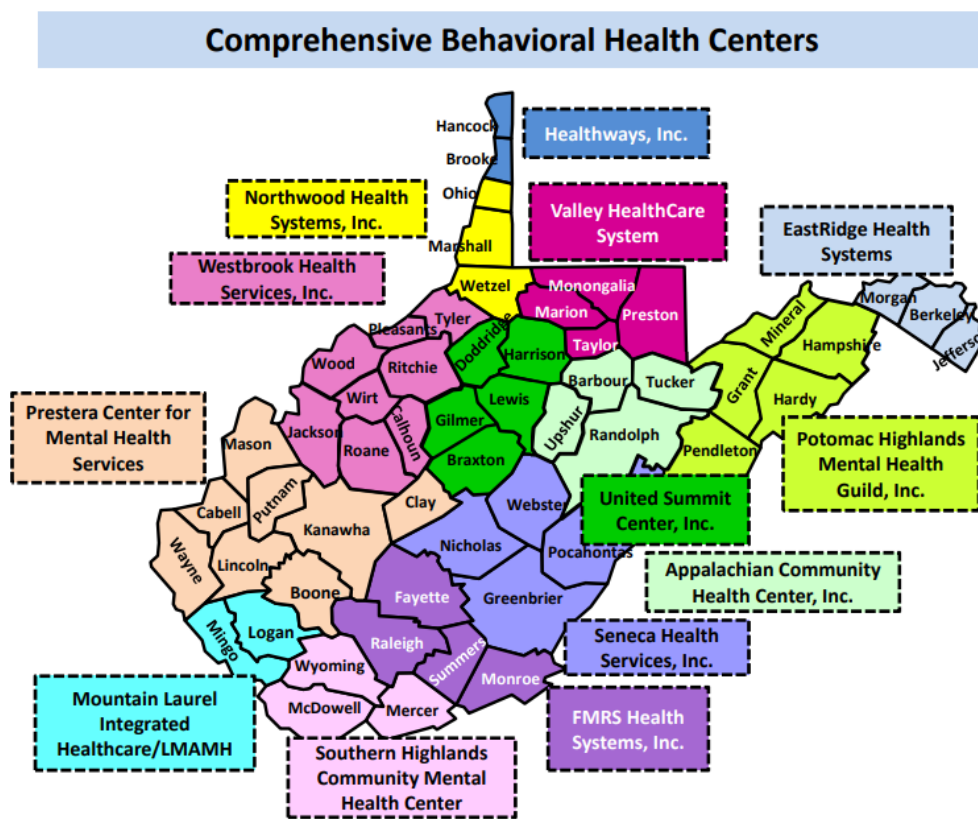 Comprehensive Behavioral Health Centers
Hancock
Healthways, Inc.
Brooke
Ohio
Northwood Health
Systems, Inc.
Valley HealthCare
System
EastRidge Health
Systems
Marshall
Westbrook Health
Services, Inc.
Wetzel
Monongalia
Marion
Preston
Taylor
Morgan
Berkeley
Jefferson
Mineral
Hampshire
Grant
Hardy
Pendleton
Tyler
Pleasants
Doddridge
Harrison
Wood
Ritchie
Barbour
Tucker
Wirt
Lewis
Calhoun
Gilmer
Upshur
Randolph
Prestera Center for
Mental Health
Services
Mason
Jackson
Roane
Braxton
Potomac Highlands
Mental Health
Guild, Inc.
Putnam
Clay
Webster
United Summit
Center, Inc.
Cabell
Kanawha
Nicholas
Pocahontas
Wayne
Lincoln
Boone
Fayette
Greenbrier
Appalachian Community
Health Center, Inc.
Mingo
Logan
Raleigh
Summers
Monroe
Seneca Health
Services, Inc.
Wyoming
McDowell
Mercer
Mountain Laurel
Integrated
Healthcare/LMAMH
FMRS Health
Systems, Inc.
Southern Highlands
Community Mental
Health Center